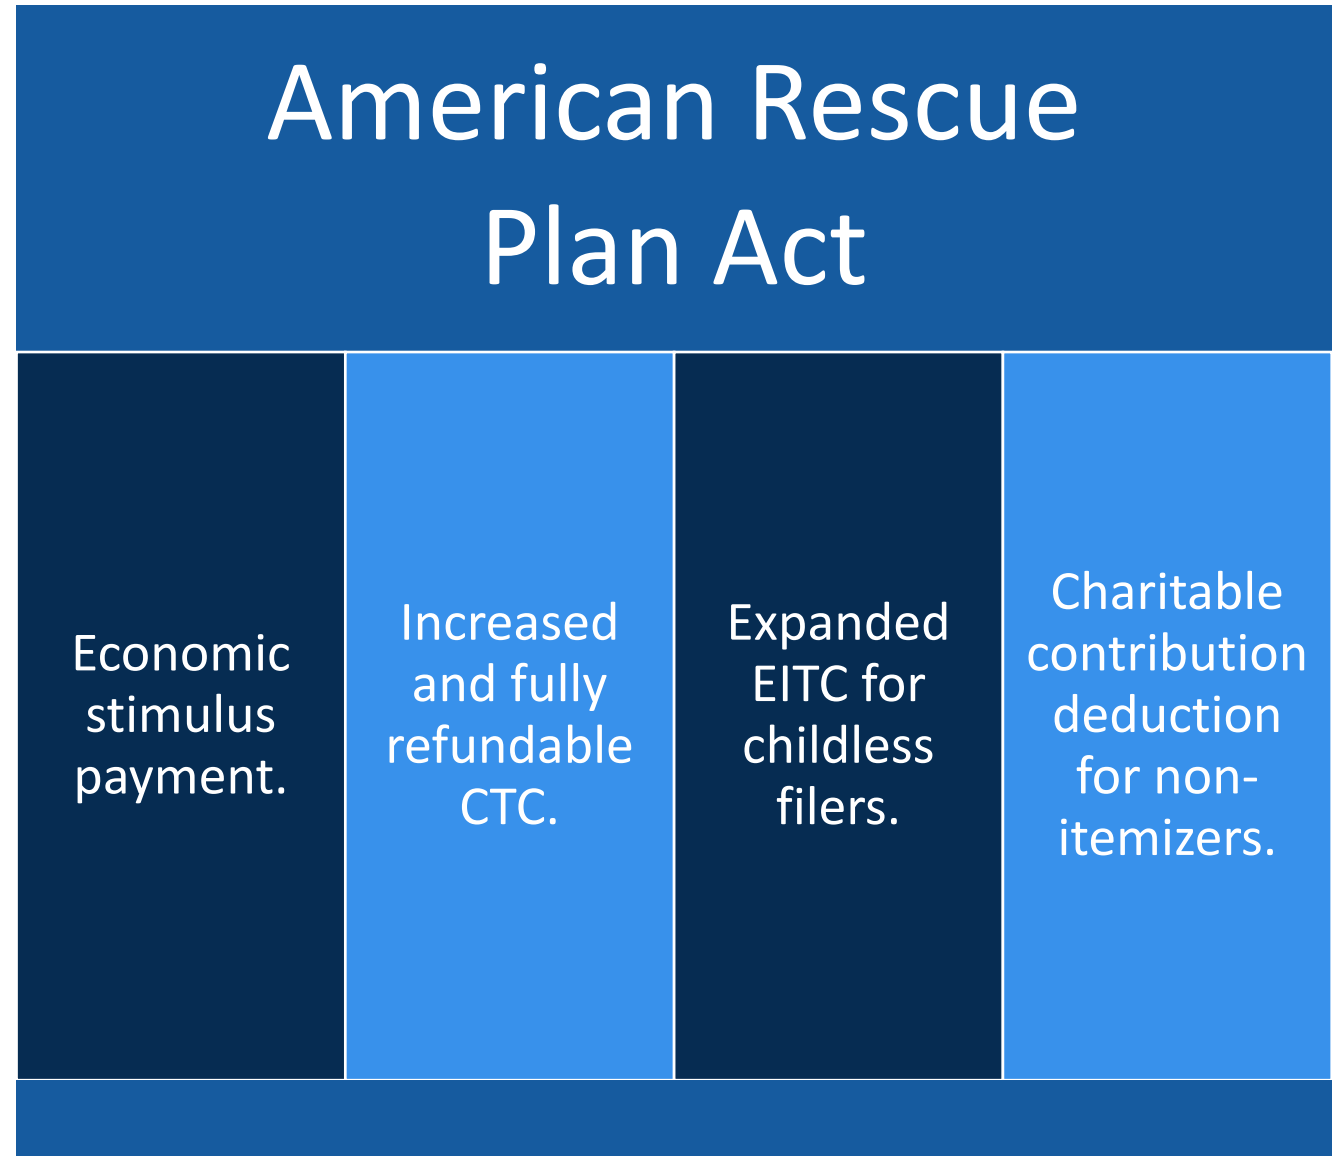 American Rescue
Plan Act
Economic
stimulus
payment.
Increased
and fully
refundable
CTC.
Expanded
EITC for
childless
filers.
Charitable
contribution
deduction
for non-
itemizers.